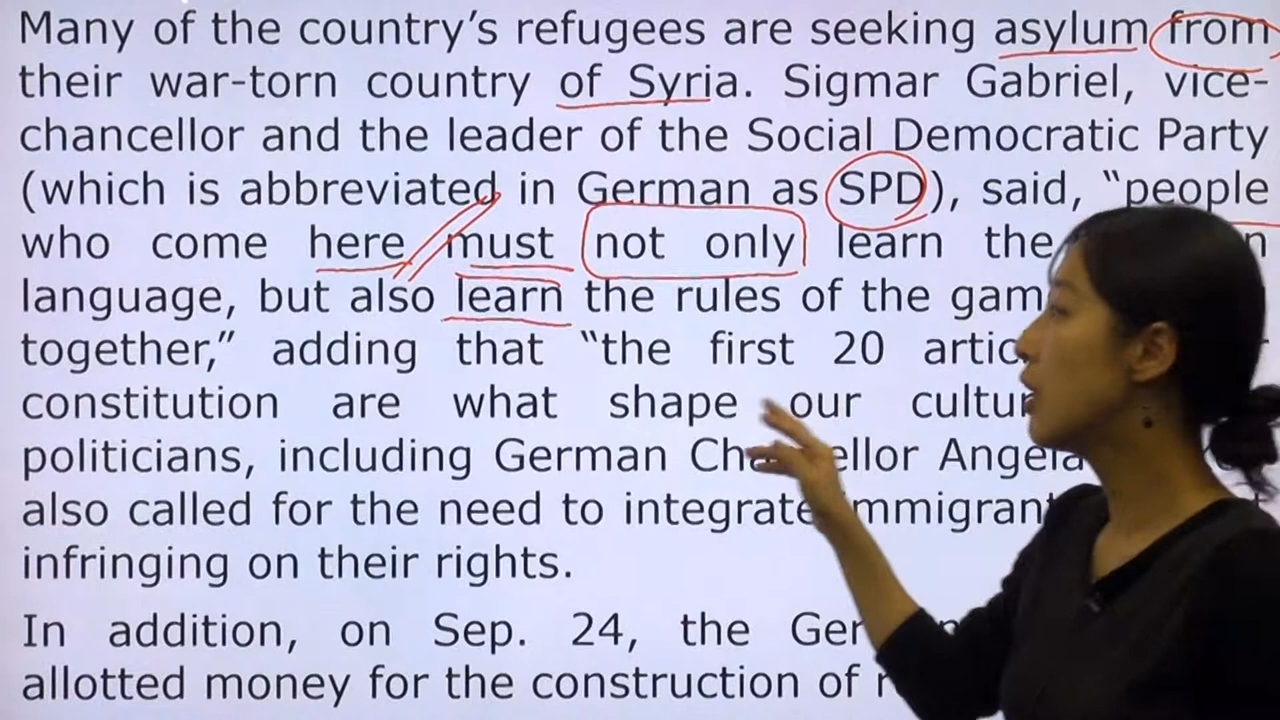 Many of the country’s refugees are seeking asylum from
their war-torn country of Syria. Sigmar Gabriel, vice-
chancellor and the leader of the Social Democratic Party
(which is abbreviated in German as SPD), said, “people
who come here must not only learn the
language, but also learn the rules of the
together,” adding that “the first 20
constitution are what shape our
politicians, including German Chancellor Angela
also called for the need to integrate
infringing on their rights.
In addition, on Sep. 24, the
allotted money for the construction of